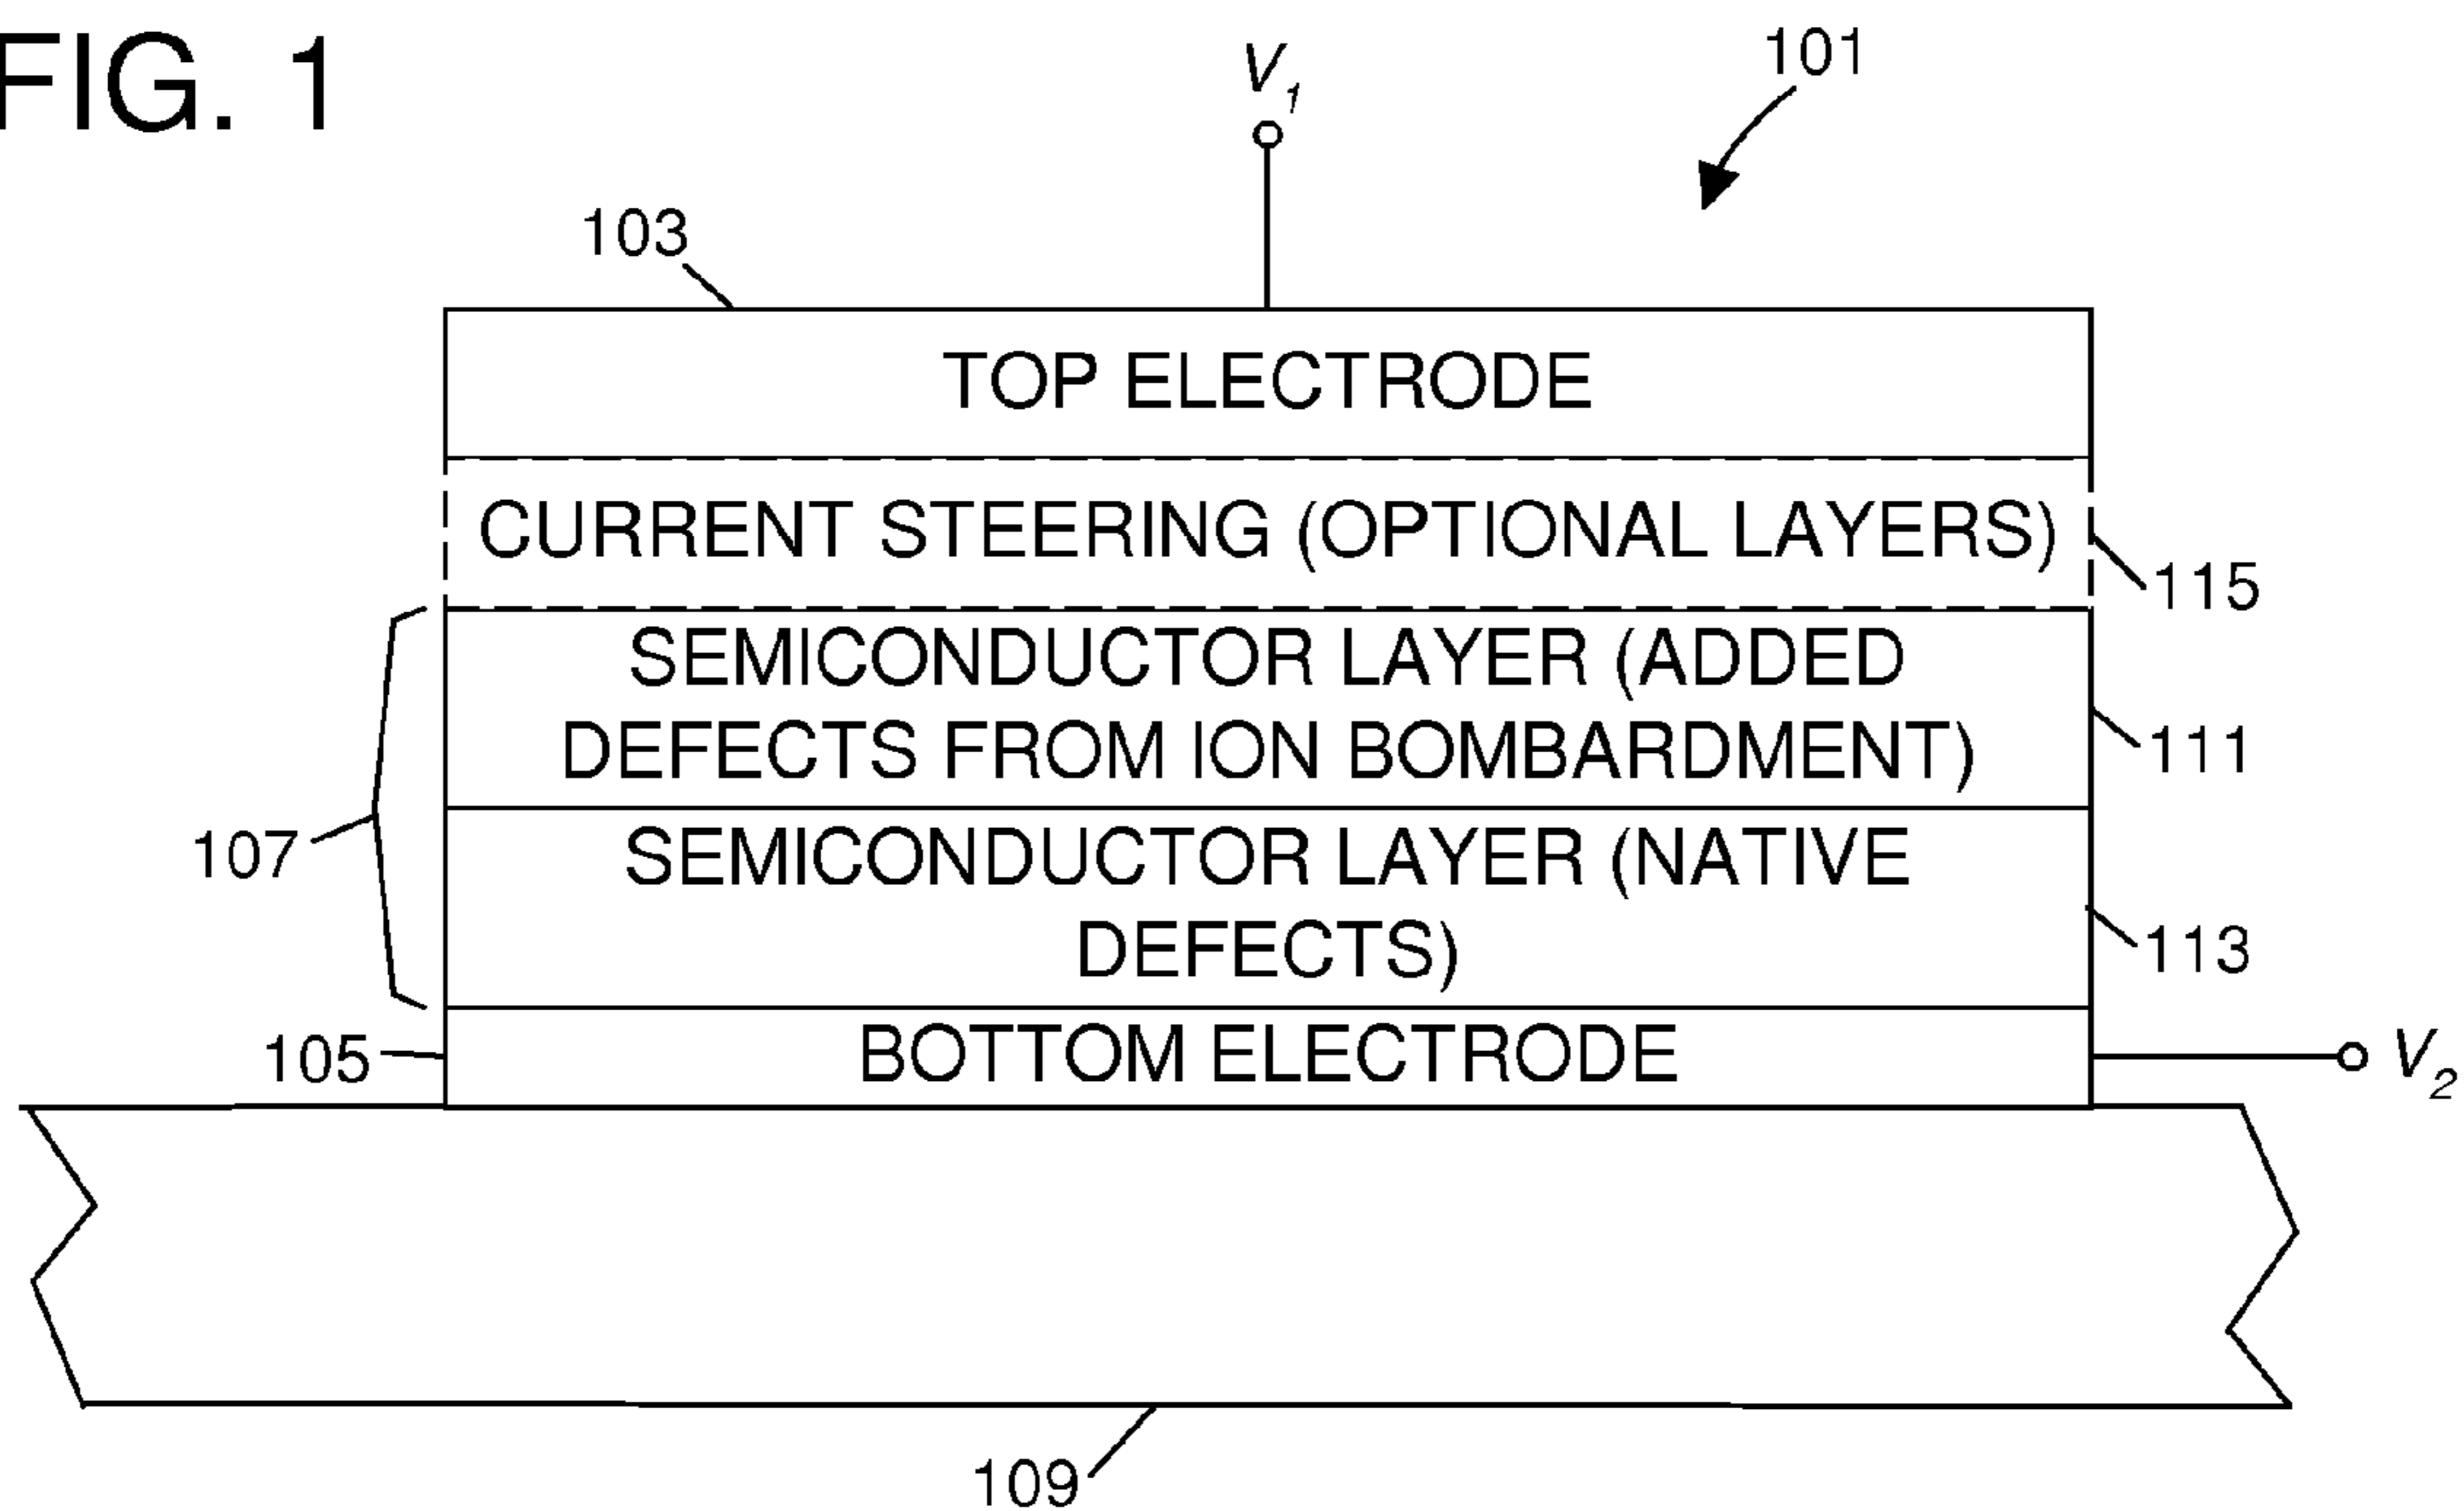 FIG. 1
V1
101
103
TOP ELECTRODE
CURRENT STEERING (OPTIONAL LAYERS)
115
SEMICONDUCTOR LAYER (ADDED
DEFECTS FROM ION BOMBARDMENT)
111
107
SEMICONDUCTOR LAYER (NATIVE
DEFECTS)
113
105
BOTTOM ELECTRODE
V2
109